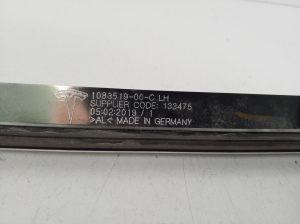 1083519-00-C LH
SUPPLIER CODE: 133475
05:02:2019 / 1
>AL< MADE IN GERMANY